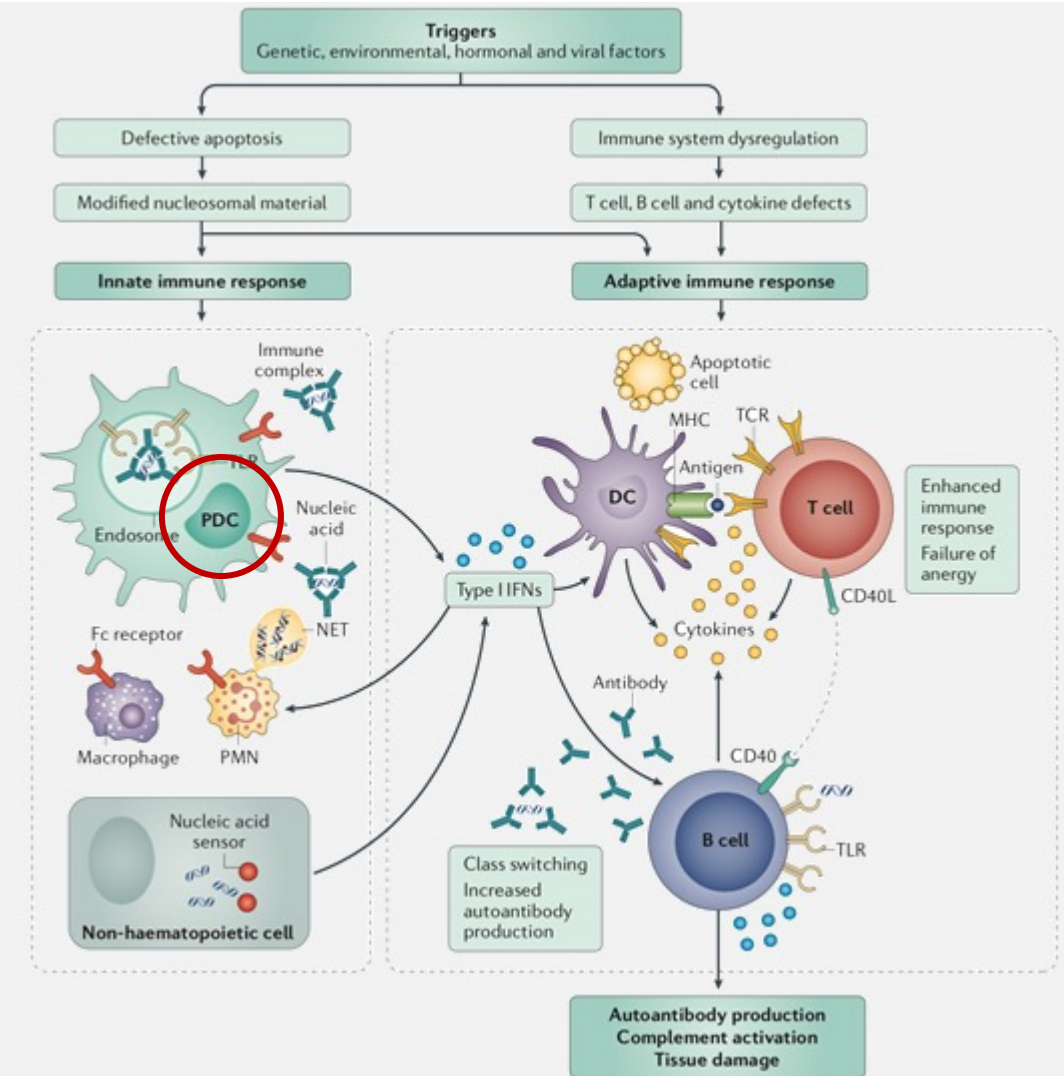 Triggers
Genetic, environmental, hormonal and viral factors
Defective apoptosis
Immune system dysregulation
Modified nucleosomal material
T cell, B cell and cytokine defects
Innate immune response
Adaptive immune response
Immune
complex
TLR
Endosome
PDC
Nucleic
acid
NET
Fc receptor
Macrophage
PMN
Nucleic acid
sensor
Non-haematopoietic cell
Type I IFNs
Apoptotic
cell
MHC
TCR
Antigen
DC
T cell
Enhanced
immune
response
Failure of
anergy
CD40L
Cytokines
Antibody
CD40
B cell
TLR
Class switching
Increased
autoantibody
production
Autoantibody production
Complement activation
Tissue damage